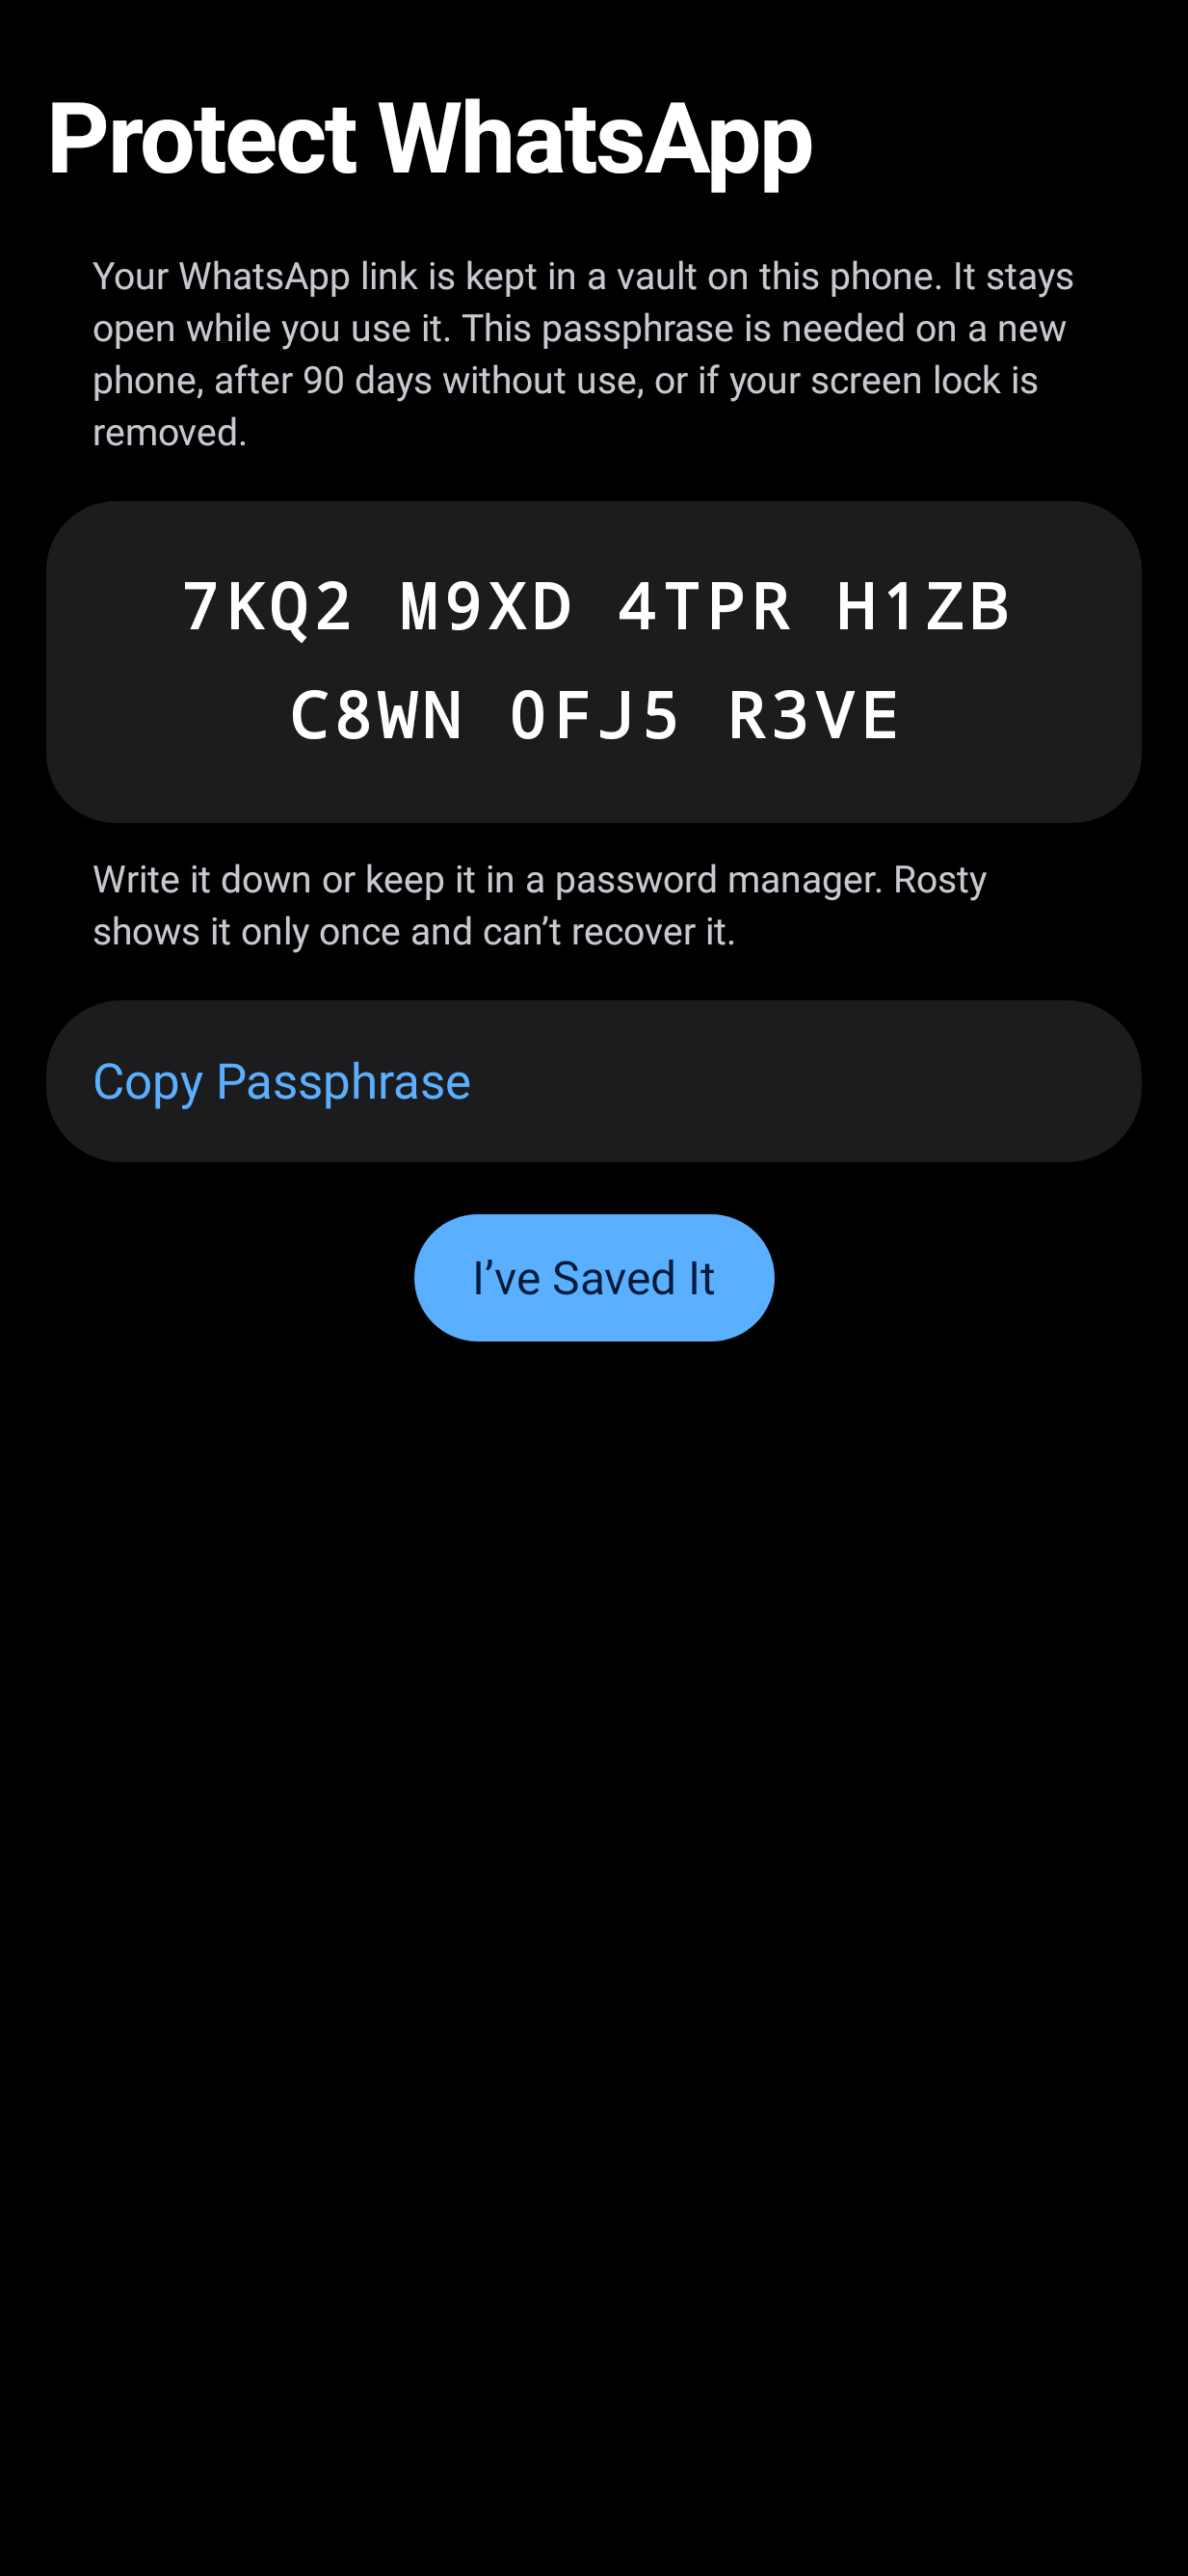 Protect WhatsApp
Your WhatsApp link is kept in a vault on this phone. It stays
open while you use it. This passphrase is needed on a new
phone, after 90 days without use, or if your screen lock is
removed.
7KQ2 M9XD 4TPR H1ZB
C8WN 0FJ5 R3VE
Write it down or keep it in a password manager. Rosty
shows it only once and can’t recover it.
Copy Passphrase
I’ve Saved It